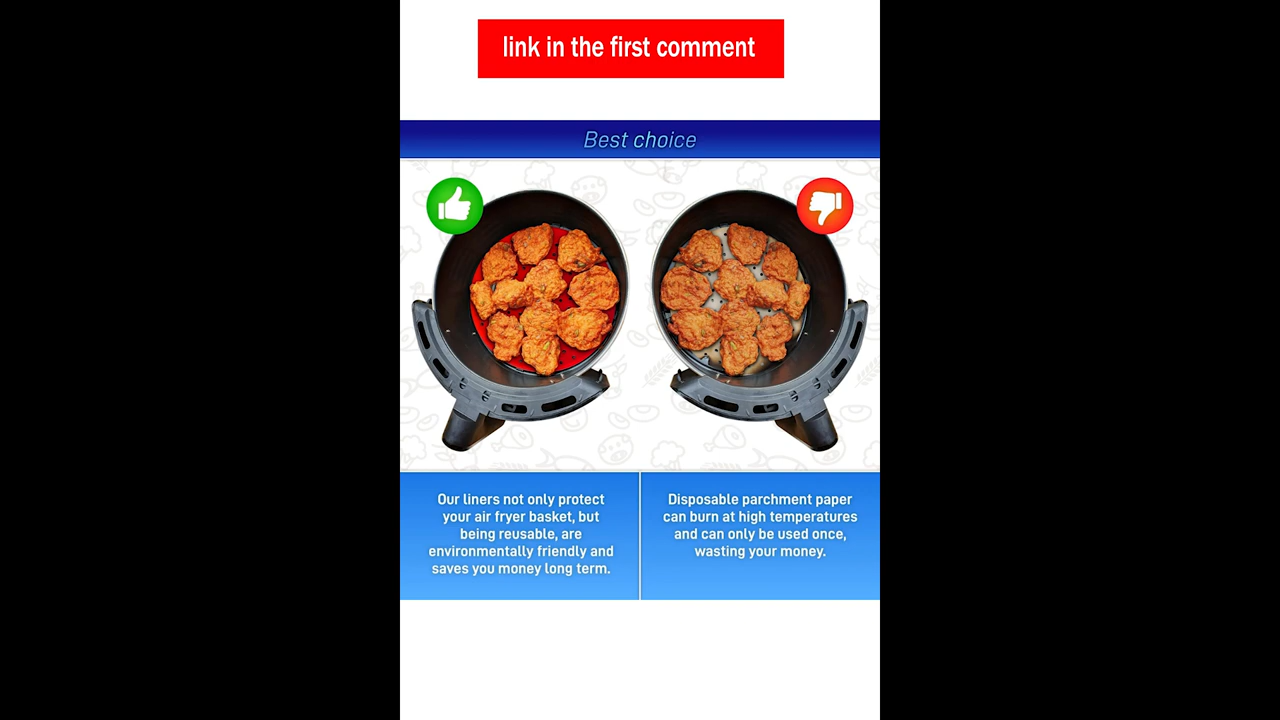 link in the first comment
Best choice
Our liners not only protect
your air fryer basket, but
being reusable, are
environmentally friendly and
saves you money long term.
Disposable parchment paper
can burn at high temperatures
and can only be used once,
wasting your money.